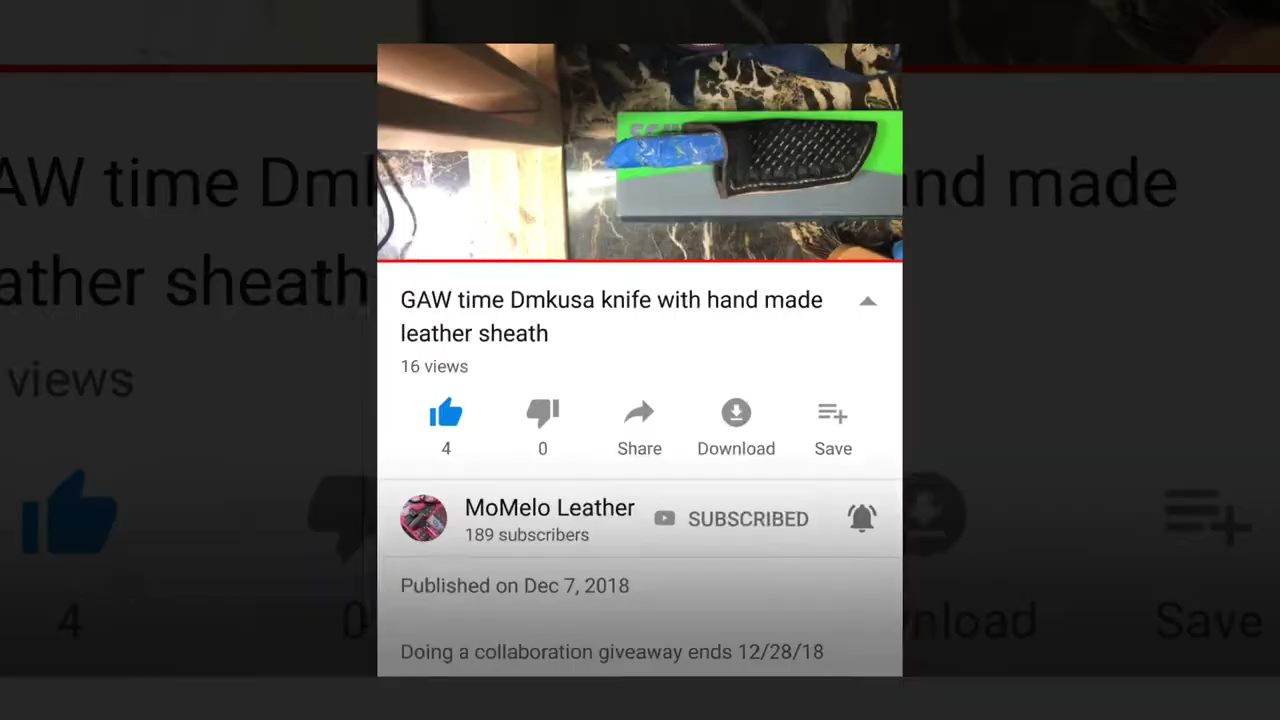 GAW time Dmkusa knife with hand made
leather sheath
16 views
4
0
Share
Download
Save
MoMelo Leather
189 subscribers
SUBSCRIBED
Published on Dec 7, 2018
Doing a collaboration giveaway ends 12/28/18